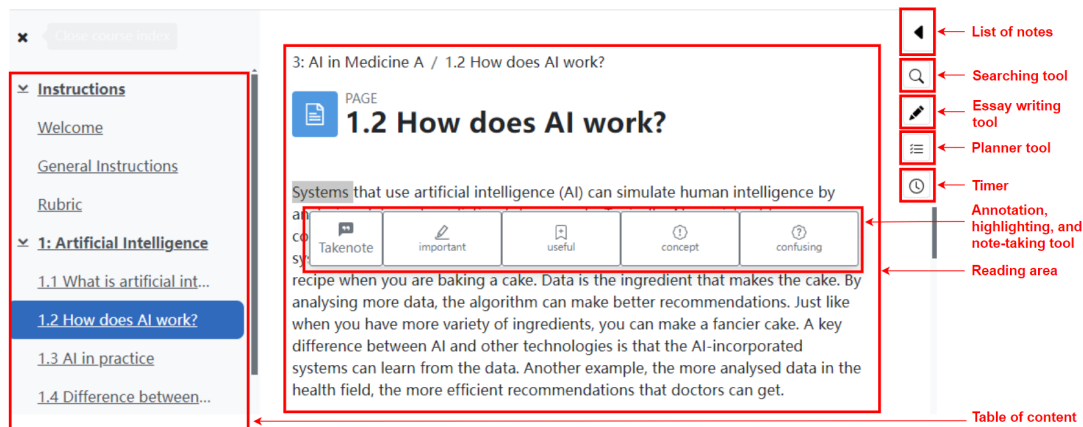 Close course index
Instructions
Welcome
General Instructions
Rubric
1: Artificial Intelligence
1.1 What is artificial int...
1.2 How does AI work?
1.3 AI in practice
1.4 Difference between...
3: AI in Medicine A / 1.2 How does AI work?
PAGE
1.2 How does AI work?
Systems that use artificial intelligence (AI) can simulate human intelligence by
an
co
sy
Takenote
important
useful
concept
confusing
recipe when you are baking a cake. Data is the ingredient that makes the cake. By
analysing more data, the algorithm can make better recommendations. Just like
when you have more variety of ingredients, you can make a fancier cake. A key
difference between AI and other technologies is that the AI-incorporated
systems can learn from the data. Another example, the more analysed data in the
health field, the more efficient recommendations that doctors can get.
List of notes
Searching tool
Essay writing
tool
Planner tool
Timer
Annotation,
highlighting, and
note-taking tool
Reading area
Table of content